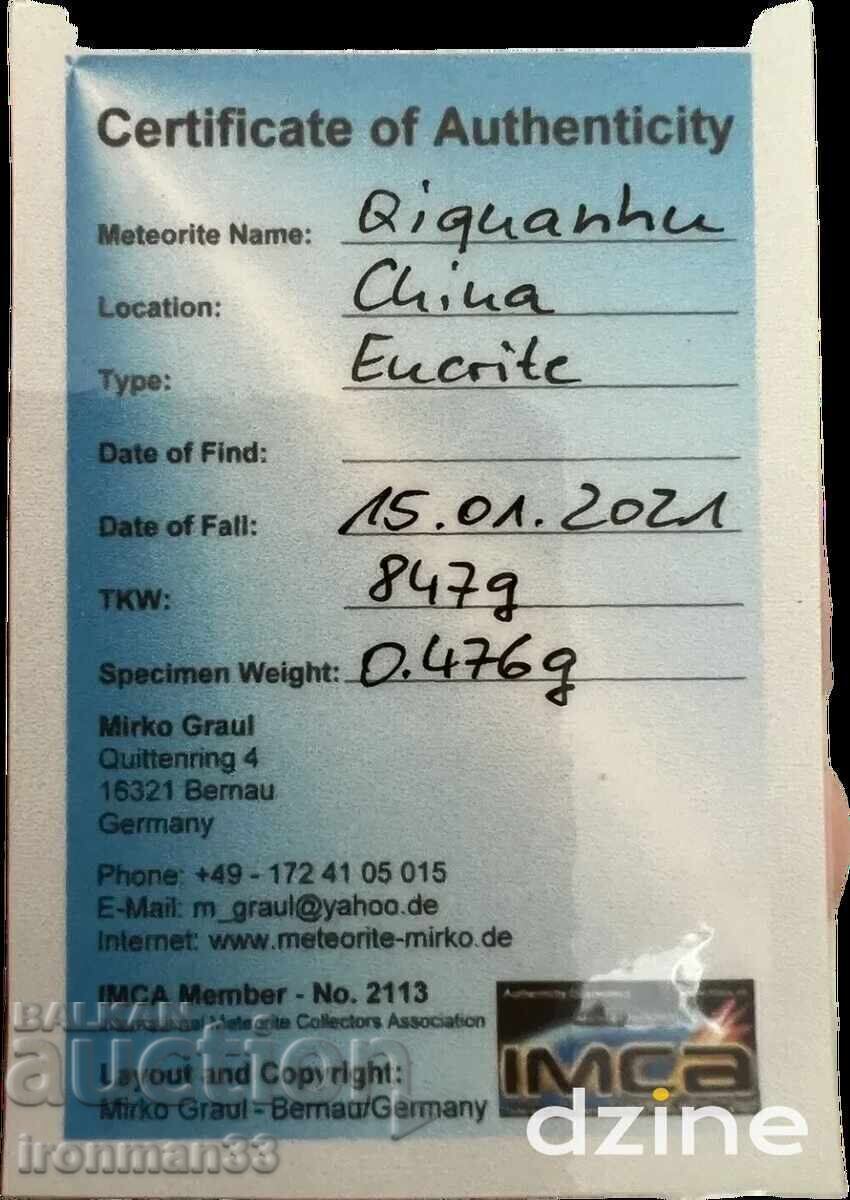 Certificate of Authenticity
Meteorite Name: Qiquanhu
Location: China
Type: Eucrite
Date of Find:
Date of Fall: 15.01.2021
TKW: 847g
Specimen Weight: 0.476g
Mirko Graul
Quittenring 4
16321 Bernau
Germany
Phone: +49 - 172 41 05 015
E-Mail: m_graul@yahoo.de
Internet: www.meteorite-mirko.de
IMCA Member - No. 2113
International Meteorite Collectors Association
Layout and Copyright:
Mirko Graul - Bernau/Germany
IMCA
BALKAN
auction
ironman33
dzine